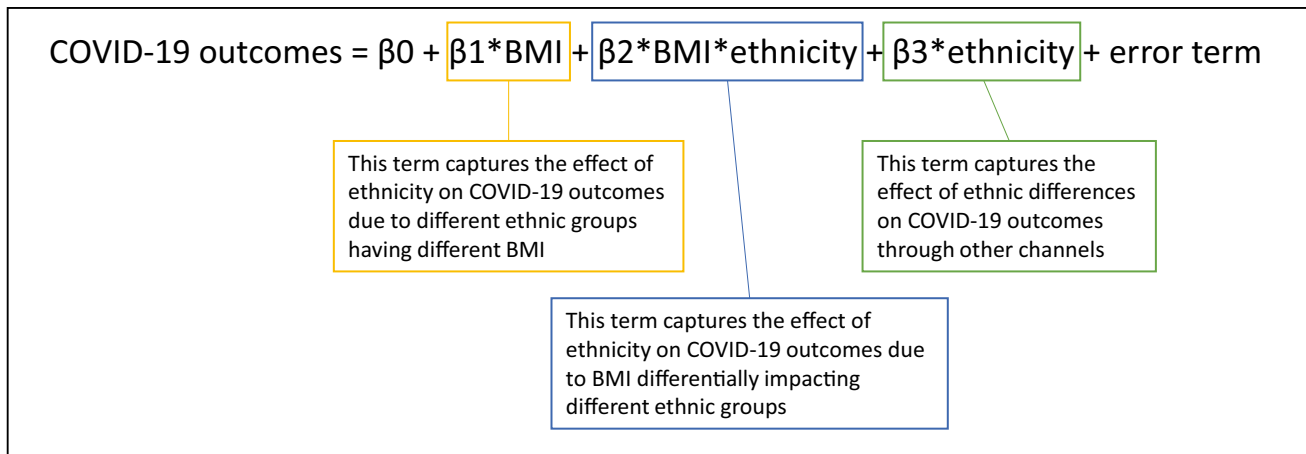 COVID-19 outcomes = β0 + β1*BMI + β2*BMI*ethnicity + β3*ethnicity + error term
This term captures the effect of
ethnicity on COVID-19 outcomes
due to different ethnic groups
having different BMI
This term captures the
effect of ethnic differences
on COVID-19 outcomes
through other channels
This term captures the effect of
ethnicity on COVID-19 outcomes due
to BMI differentially impacting
different ethnic groups